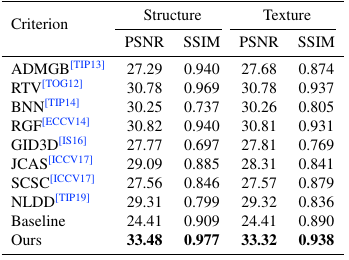 Criterion Structure Texture
PSNR SSIM PSNR SSIM
ADMGB[TIP13] 27.29 0.940 27.68 0.874
RTV[TOG12] 30.78 0.969 30.78 0.937
BNN[TIP14] 30.25 0.737 30.26 0.805
RGF[ECCV14] 30.82 0.940 30.81 0.931
GID3D[IS16] 27.77 0.697 27.81 0.769
JCAS[ICCV17] 29.09 0.885 28.31 0.841
SCSC[ICCV17] 27.56 0.846 27.57 0.879
NLDD[TIP19] 29.31 0.799 29.32 0.836
Baseline 24.41 0.909 24.41 0.890
Ours 33.48 0.977 33.32 0.938